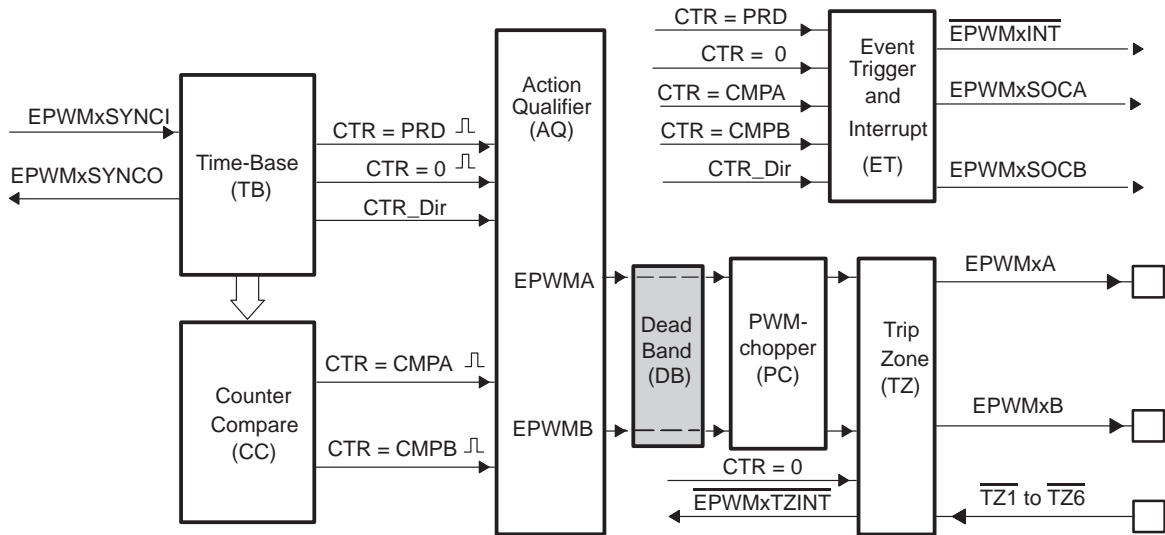 EPWMxSYNCI
EPWMxSYNCO
Time-Base
(TB)
CTR = PRD
CTR = 0
CTR_Dir
Counter
Compare
(CC)
CTR = CMPA
CTR = CMPB
Action
Qualifier
(AQ)
EPWMA
EPWMB
CTR = PRD
CTR = 0
CTR = CMPA
CTR = CMPB
CTR_Dir
Event
Trigger
and
Interrupt
(ET)
EPWMxINT
EPWMxSOCA
EPWMxSOCB
Dead
Band
(DB)
PWM-
chopper
(PC)
Trip
Zone
(TZ)
CTR = 0
EPWMxTZINT
EPWMxA
EPWMxB
TZ1 to TZ6